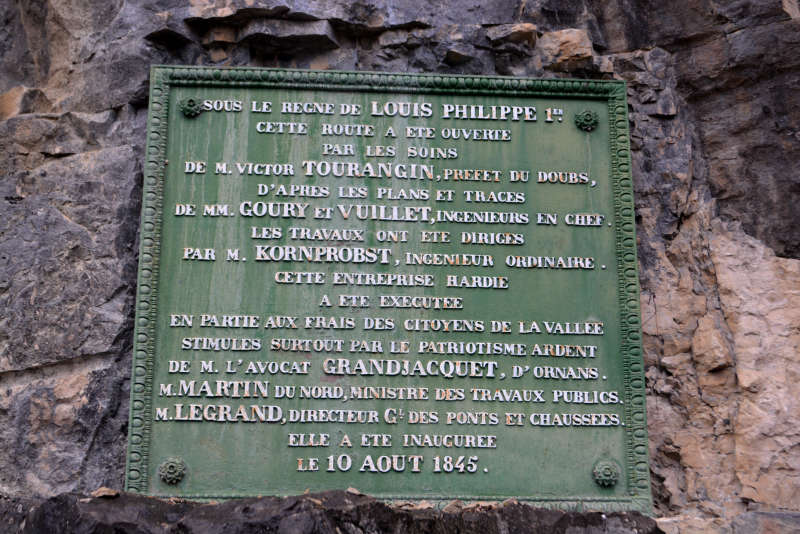 SOUS LE REGNE DE LOUIS PHILIPPE 1ER.
CETTE ROUTE A ETE OUVERTE
PAR LES SOINS
DE M. VICTOR TOURANGIN, PREFET DU DOUBS,
D'APRES LES PLANS ET TRACES
DE MM. GOURY ET VUILLET, INGENIEURS EN CHEF.
LES TRAVAUX ONT ETE DIRIGES
PAR M. KORNPROBST, INGENIEUR ORDINAIRE.
CETTE ENTREPRISE HARDIE
A ETE EXECUTEE
EN PARTIE AUX FRAIS DES CITOYENS DE LA VALLEE
STIMULES SURTOUT PAR LE PATRIOTISME ARDENT
DE M. L'AVOCAT GRANDJACQUET, D'ORNANS.
M. MARTIN DU NORD, MINISTRE DES TRAVAUX PUBLICS.
M. LEGRAND, DIRECTEUR GL DES PONTS ET CHAUSSEES.
ELLE A ETE INAUGUREE
LE 10 AOUT 1845.